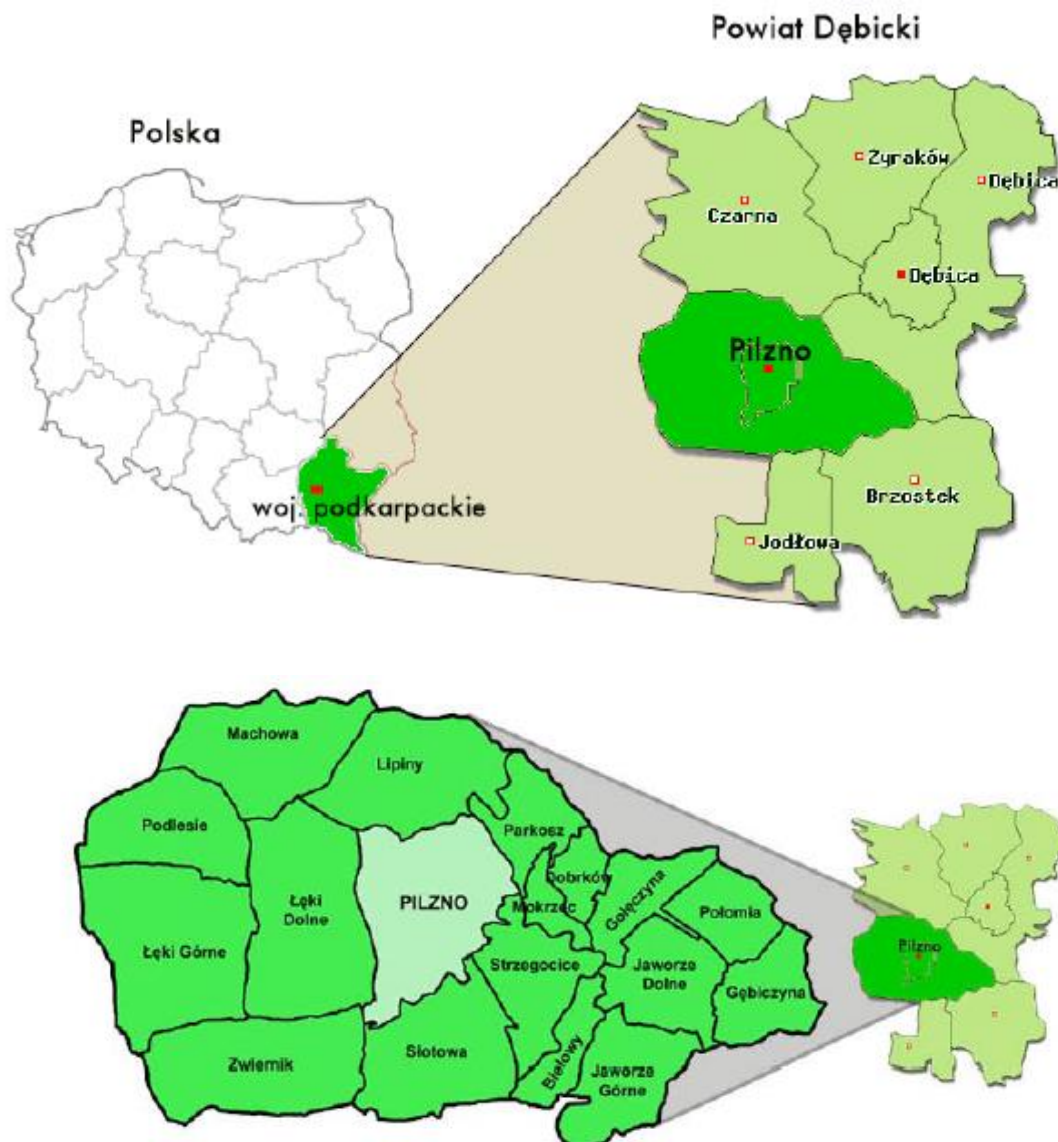 Powiat Dębicki
Polska
Zyraków
Dębica
Czarna
Dębica
Pilzno
Brzostek
woj. podkarpackie
Jodłowa
Machowa
Lipiny
Podlesie
Parkosz
Dobrków
Łęki
Dolne
PILZNO
Mokrzec
Gołęczyna
Połomia
Łęki Górne
Strzegocice
Jaworze
Dolne
Gębiczyna
Zwiernik
Słotowa
Bielowy
Jaworze
Górne
Pilzno